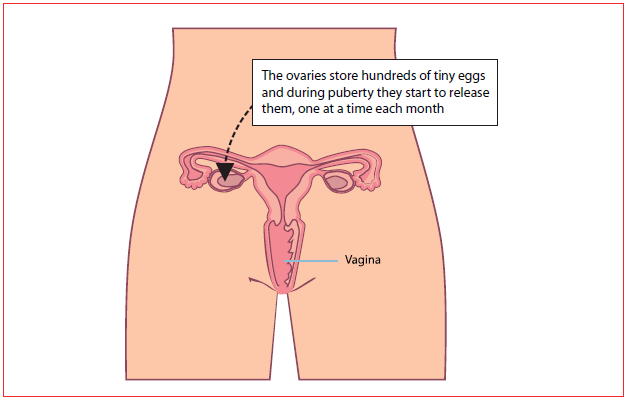 The ovaries store hundreds of tiny eggs
and during puberty they start to release
them, one at a time each month
Vagina